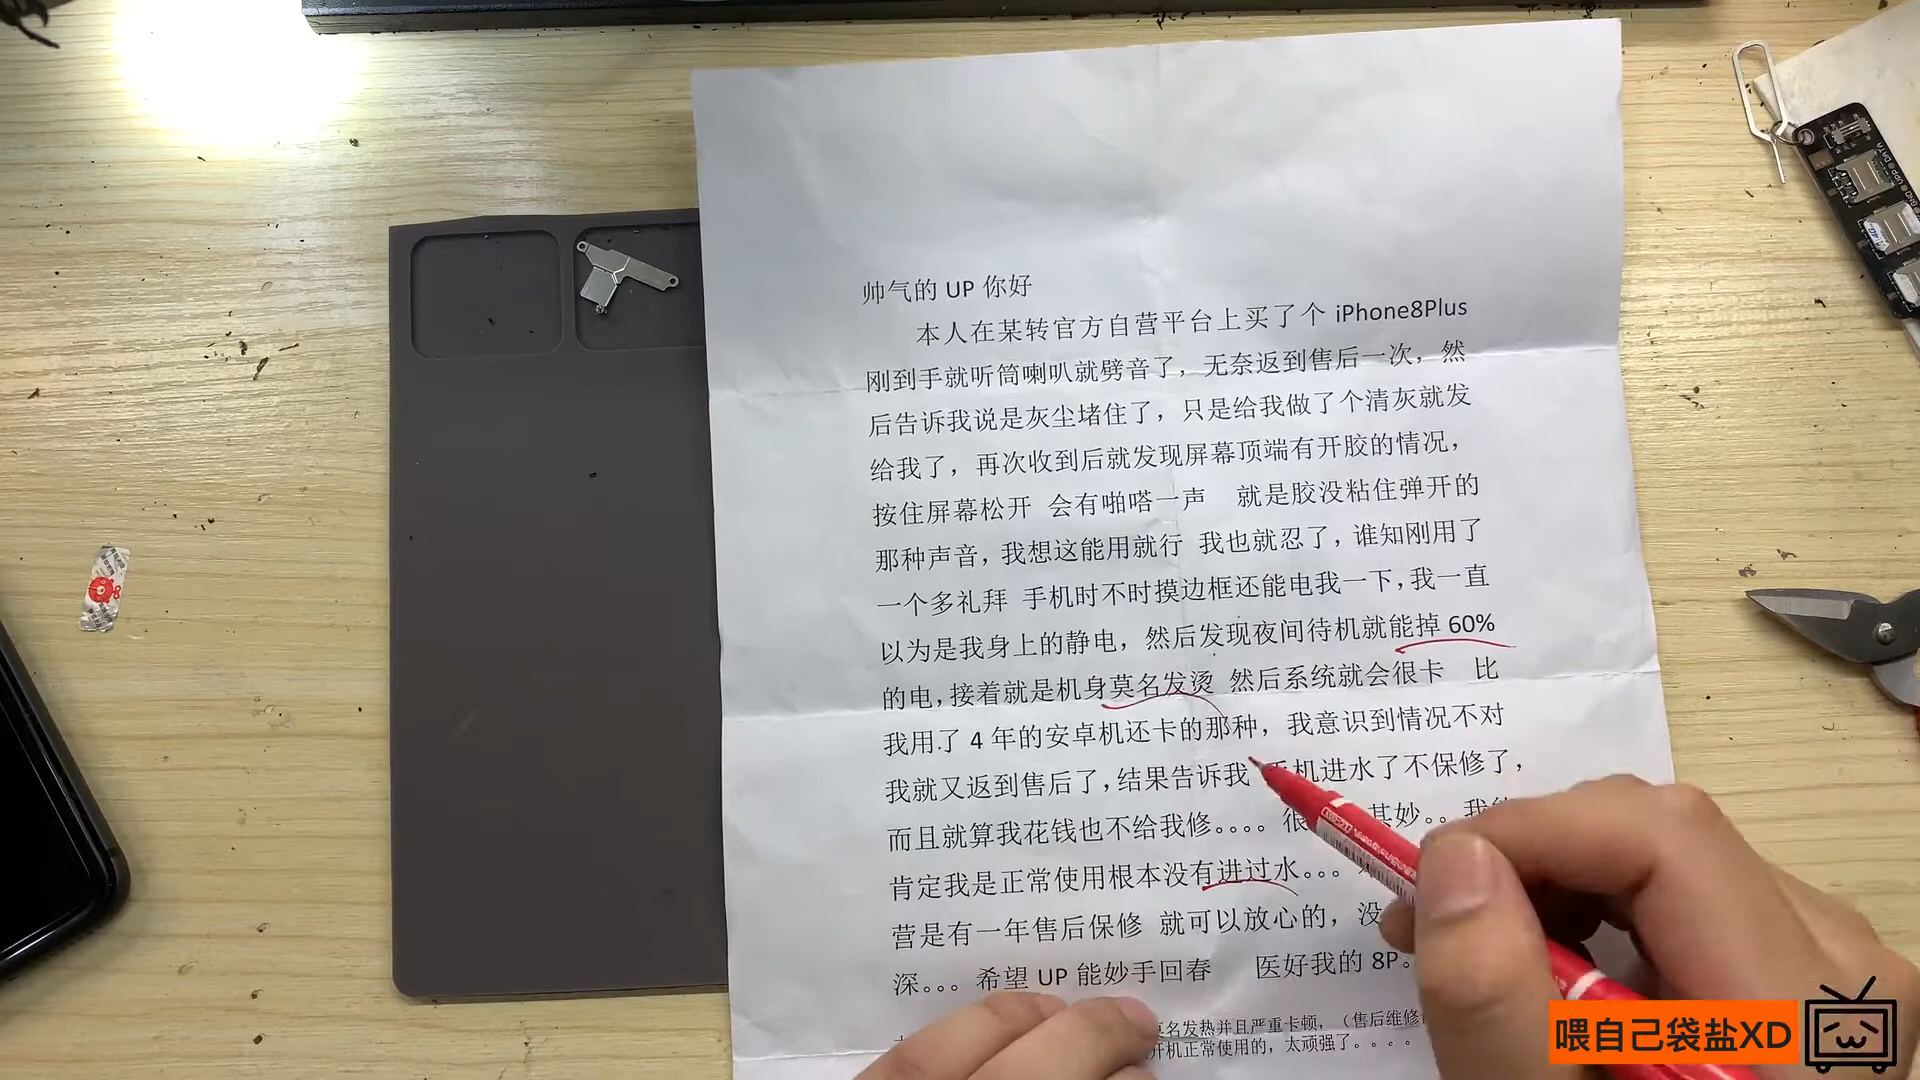 帅气的 UP 你好
本人在某转官方自营平台上买了个 iPhone8Plus
刚到手就听筒喇叭就劈音了，无奈返到售后一次，然
后告诉我说是灰尘堵住了，只是给我做了个清灰就发
给我了，再次收到后就发现屏幕顶端有开胶的情况，
按住屏幕松开 会有啪嗒一声 就是胶没粘住弹开的
那种声音，我想这能用就行 我也就忍了，谁知刚用了
一个多礼拜 手机时不时摸边框还能电我一下，我一直
以为是我身上的静电，然后发现夜间待机就能掉 60%
的电，接着就是机身莫名发烫 然后系统就会很卡 比
我用了 4 年的安卓机还卡的那种，我意识到情况不对
我就又返到售后了，结果告诉我 手机进水了不保修了，
而且就算我花钱也不给我修。。。。很 其妙。。我
肯定我是正常使用根本没有进过水。。。
营是有一年售后保修 就可以放心的，没
深。。。希望 UP 能妙手回春 医好我的 8P。
莫名发热并且严重卡顿，（售后维修
开机正常使用的，太顽强了。。。。
DATA
VPP
GND
4G
喂自己袋盐XD